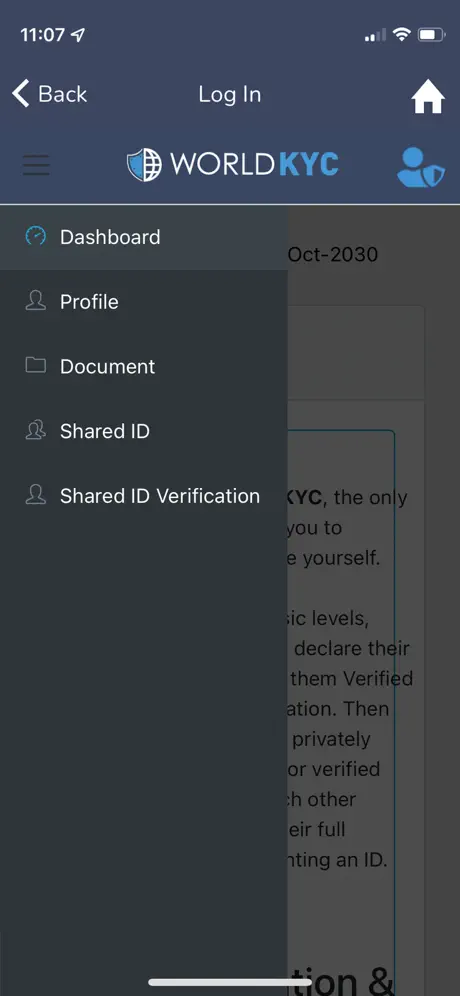 11:07
Back
Log In
WORLD KYC
Dashboard
Oct-2030
Profile
Document
Shared ID
Shared ID Verification
KYC, the only
you to
e yourself.
sic levels,
declare their
them Verified
ation. Then
privately
or verified
ch other
eir full
nting an ID.
tion &